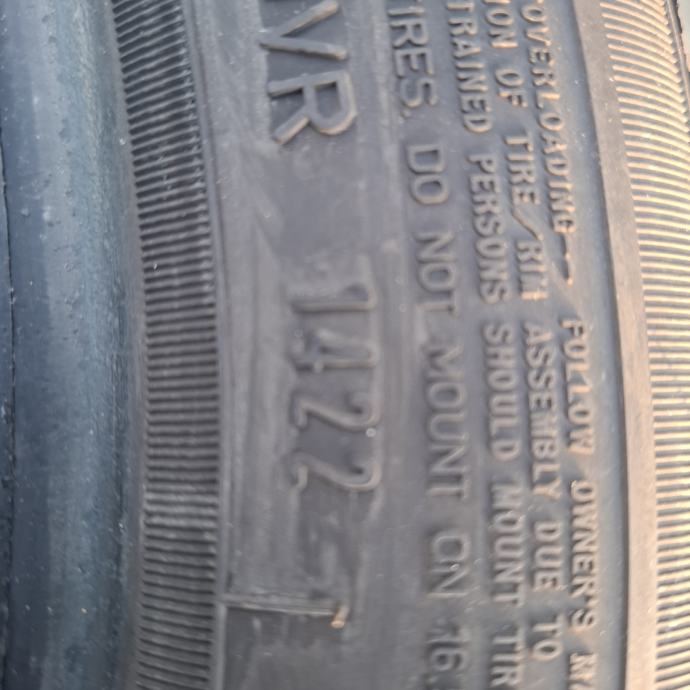 OVERLOADING -- FOLLOW OWNER'S M
ION OF TIRE/RIM ASSEMBLY DUE TO
TRAINED PERSONS SHOULD MOUNT TIR
IRES. DO NOT MOUNT ON 16.
VR 1422